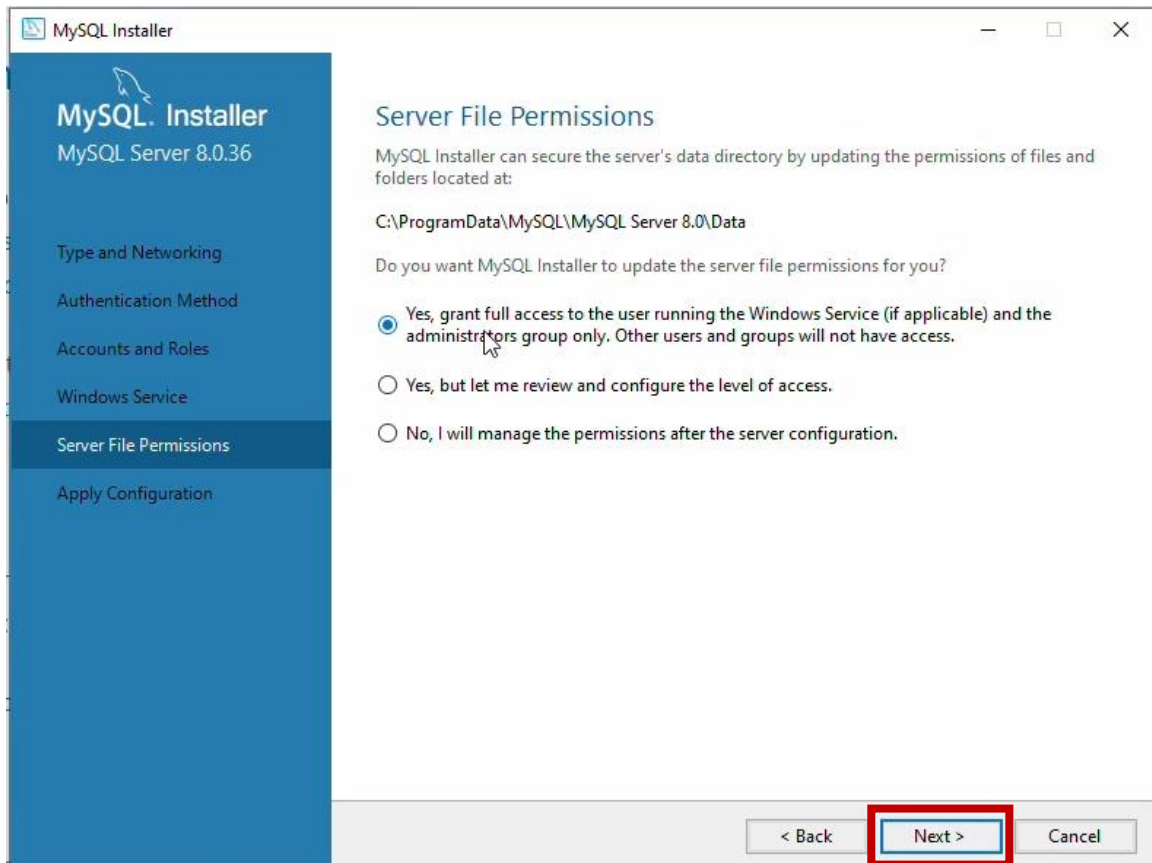 MySQL Installer
MySQL. Installer
MySQL Server 8.0.36
Type and Networking
Authentication Method
Accounts and Roles
Windows Service
Server File Permissions
Apply Configuration
Server File Permissions
MySQL Installer can secure the server's data directory by updating the permissions of files and
folders located at:
C:\ProgramData\MySQL\MySQL Server 8.0\Data
Do you want MySQL Installer to update the server file permissions for you?
Yes, grant full access to the user running the Windows Service (if applicable) and the
administrators group only. Other users and groups will not have access.
Yes, but let me review and configure the level of access.
No, I will manage the permissions after the server configuration.
< Back
Next >
Cancel